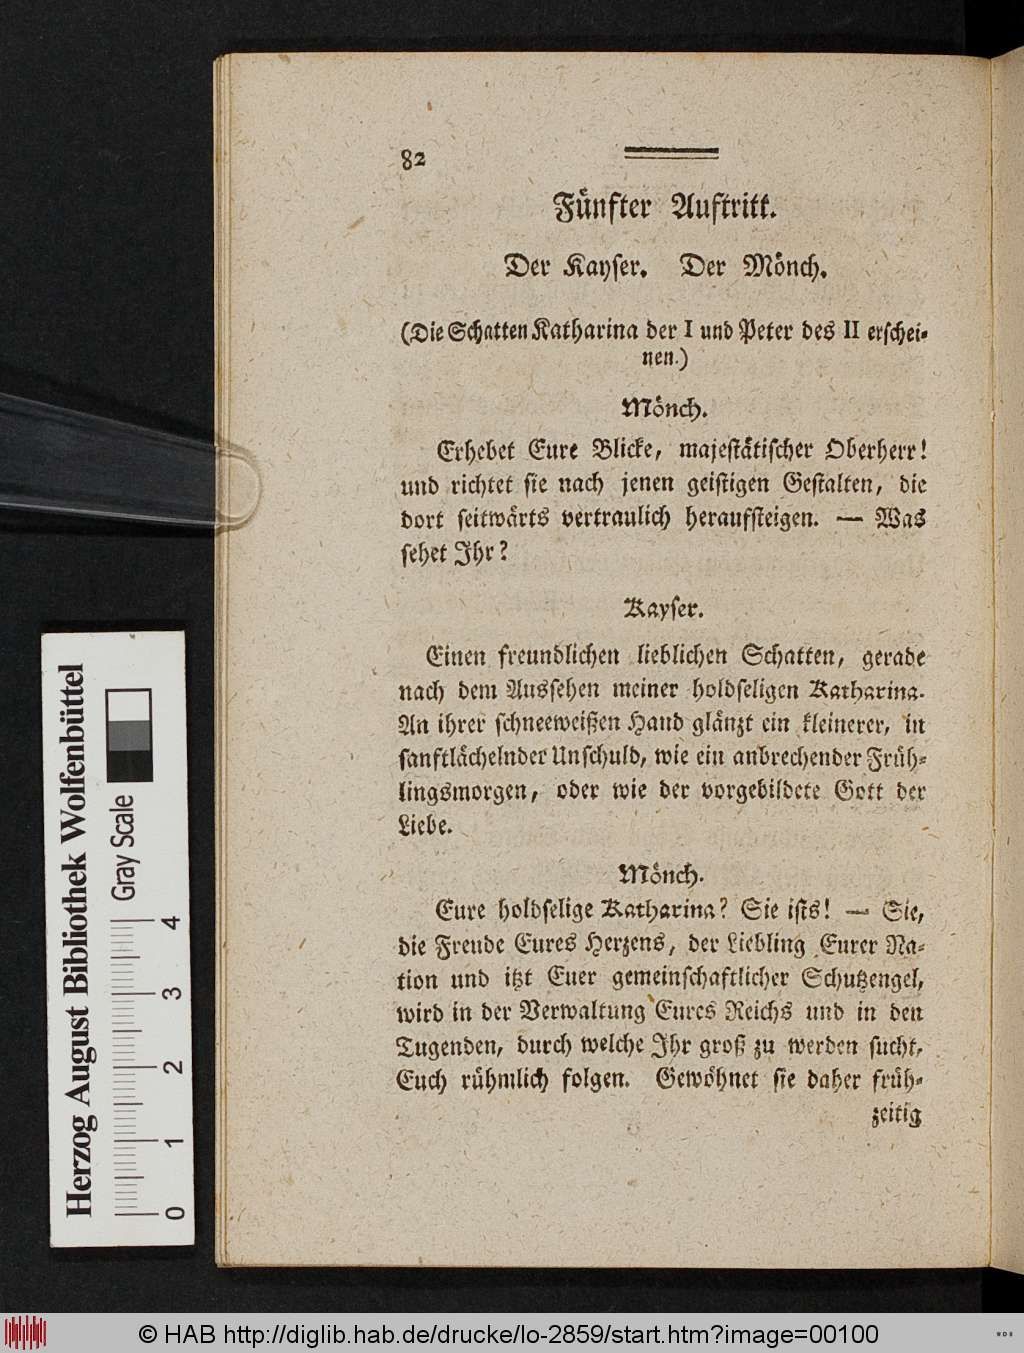 82
Fünfter Auftritt.
Der Kayser. Der Mönch.
(Die Schatten Katharina der I und Peter des II erschei-
nen.)
Mönch.
Erhebet Eure Blicke, majestätischer Oberherr!
und richtet sie nach jenen geistigen Gestalten, die
dort seitwärts vertraulich heraufsteigen. — Was
sehet Ihr?
Kayser.
Einen freundlichen lieblichen Schatten, gerade
nach dem Aussehen meiner holdseligen Katharina.
An ihrer schneeweißen Hand glänzt ein kleinerer, in
sanftlächelnder Unschuld, wie ein anbrechender Früh-
lingsmorgen, oder wie der vorgebildete Gott der
Liebe.
Mönch.
Eure holdselige Katharina? Sie ists! — Sie,
die Freude Eures Herzens, der Liebling Eurer Na-
tion und itzt Euer gemeinschaftlicher Schutzengel,
wird in der Verwaltung Eures Reichs und in den
Tugenden, durch welche Ihr groß zu werden sucht,
Euch rühmlich folgen. Gewöhnet sie daher früh-
zeitig
Herzog August Bibliothek Wolfenbüttel
Gray Scale
0 1 2 3 4
© HAB http://diglib.hab.de/drucke/lo-2859/start.htm?image=00100